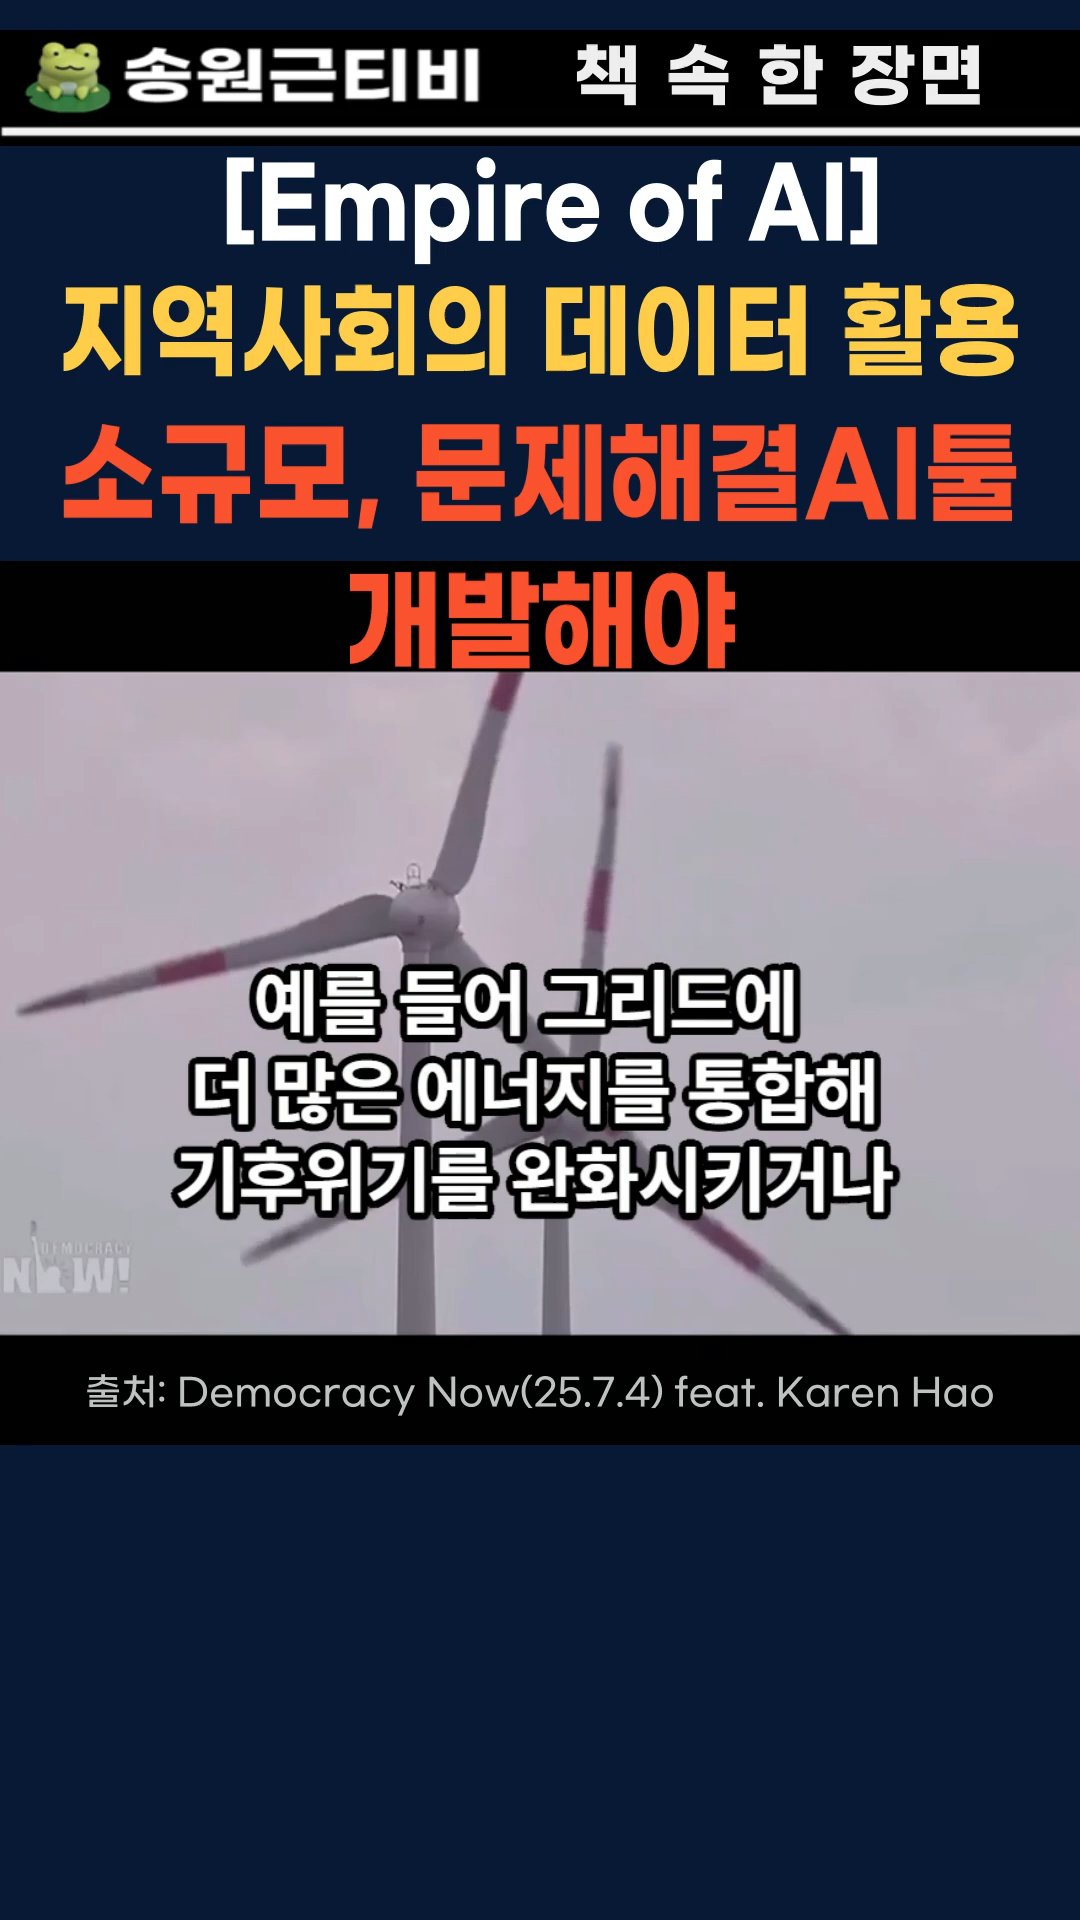 송원근티비 책 속 한 장면
[Empire of AI]
지역사회의 데이터 활용
소규모, 문제해결AI툴
개발해야
예를 들어 그리드에
더 많은 에너지를 통합해
기후위기를 완화시키거나
DEMOCRACY
NOW!
출처: Democracy Now(25.7.4) feat. Karen Hao